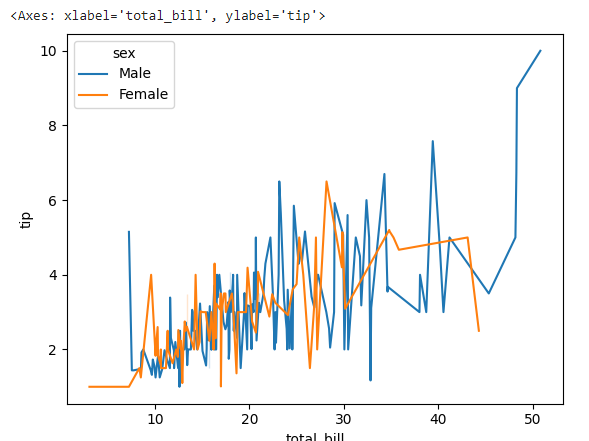 <Axes: xlabel='total_bill', ylabel='tip'>
sex
Male
Female
10
8
6
4
2
tip
10 20 30 40 50
total_bill